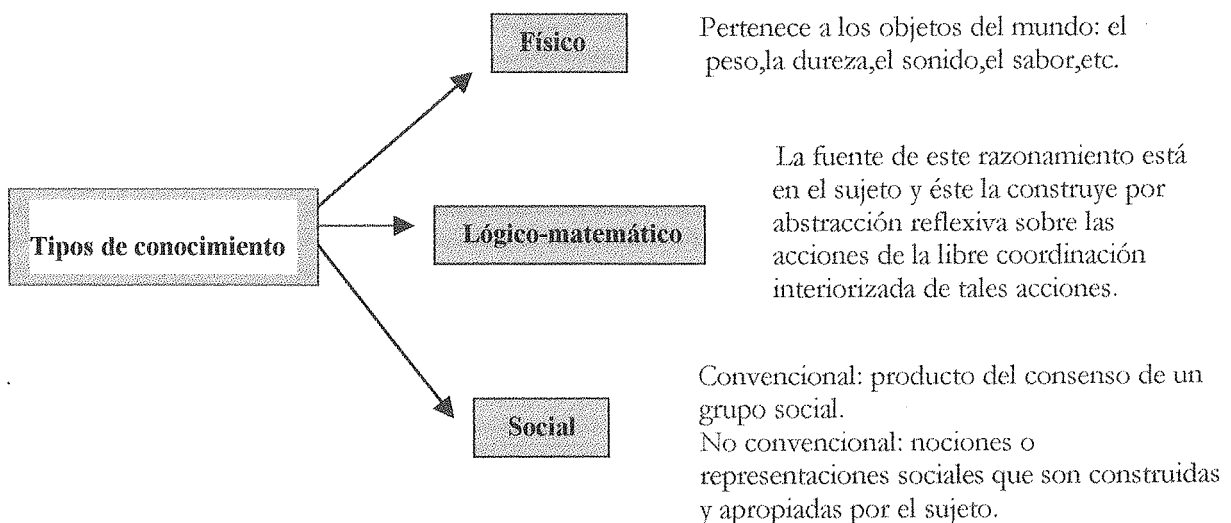 Físico
Pertenece a los objetos del mundo: el
peso,la dureza,el sonido,el sabor,etc.
Tipos de conocimiento
Lógico-matemático
La fuente de este razonamiento está
en el sujeto y éste la construye por
abstracción reflexiva sobre las
acciones de la libre coordinación
interiorizada de tales acciones.
Social
Convencional: producto del consenso de un
grupo social.
No convencional: nociones o
representaciones sociales que son construidas
y apropiadas por el sujeto.